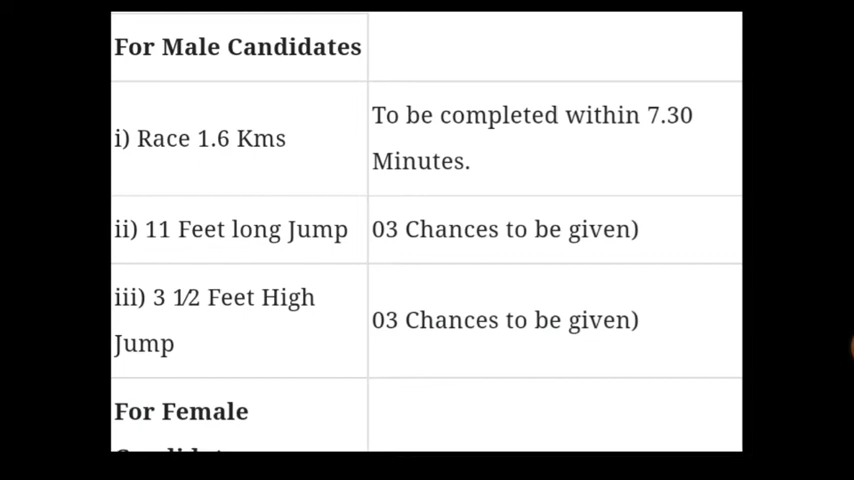 For Male Candidates
i) Race 1.6 Kms
To be completed within 7.30
Minutes.
ii) 11 Feet long Jump
03 Chances to be given)
iii) 3 1⁄2 Feet High
Jump
03 Chances to be given)
For Female